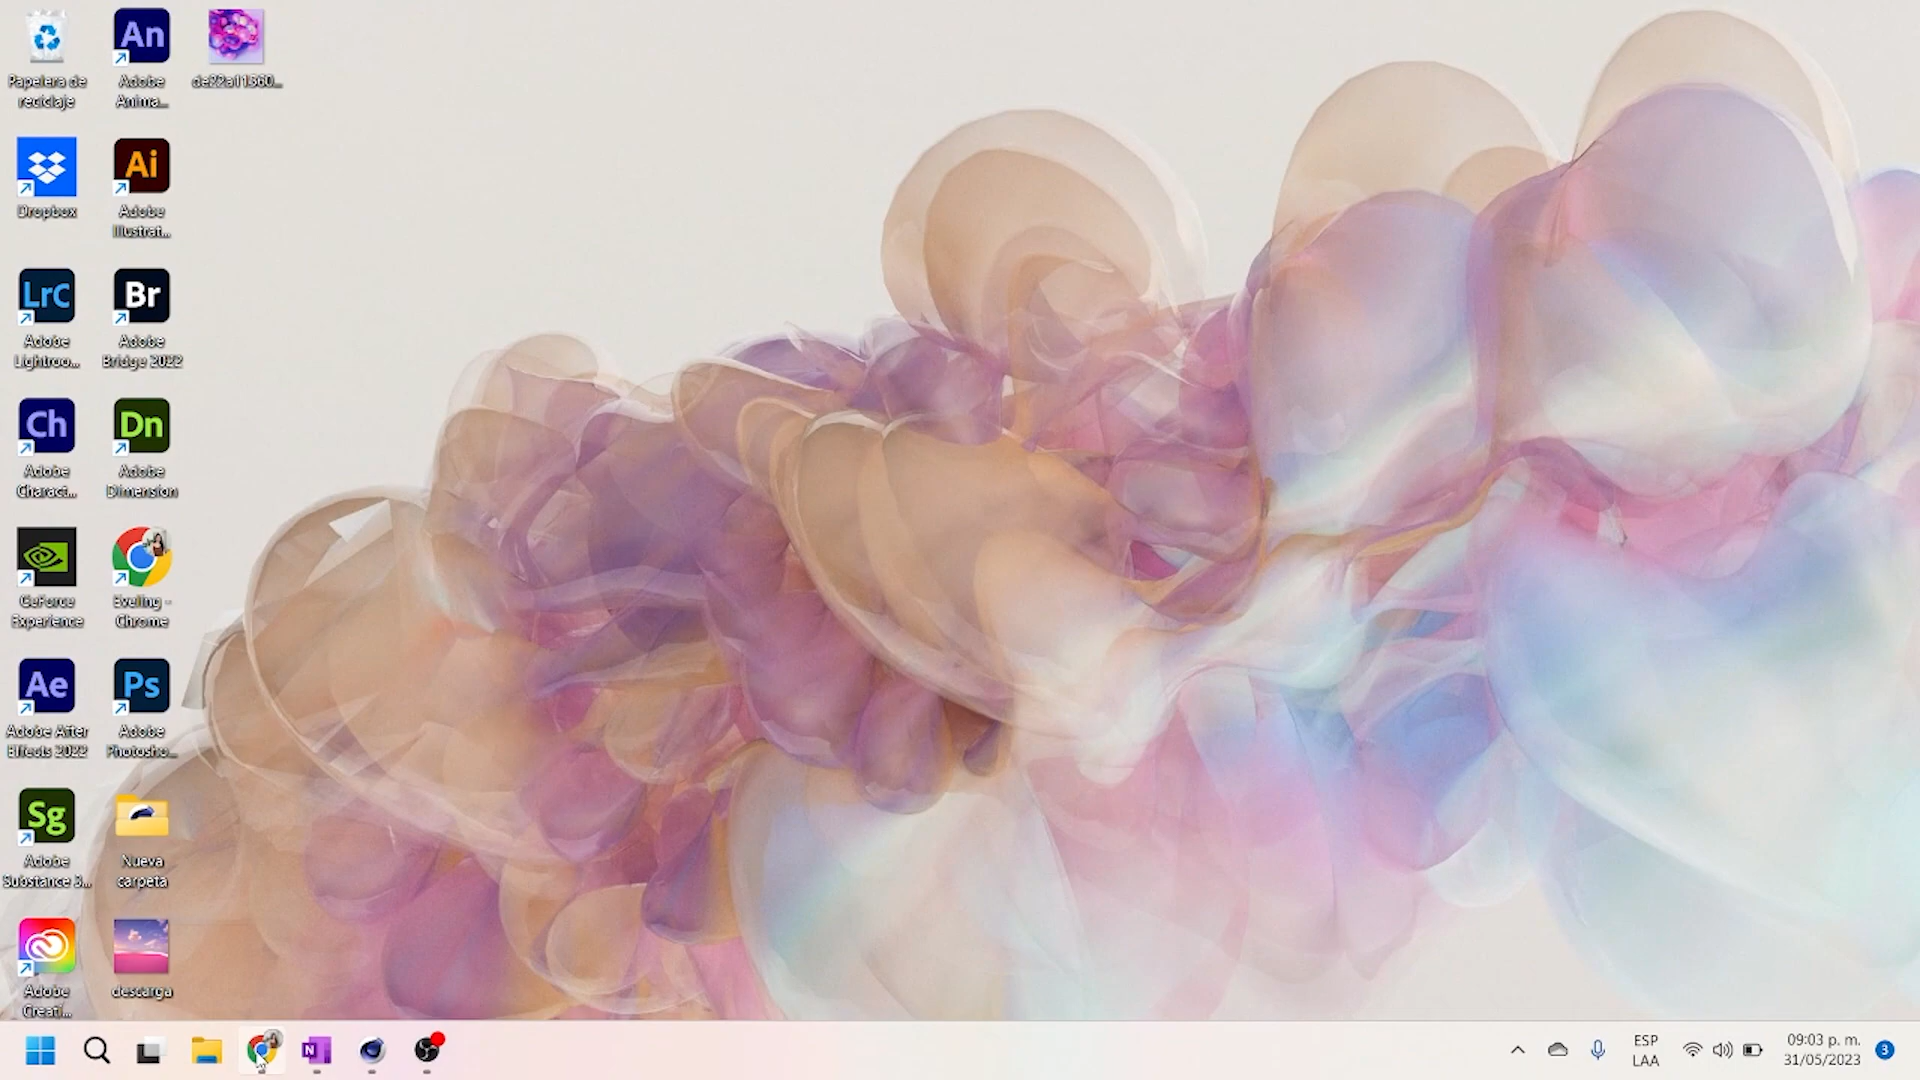 Papelera de
reciclaje
An
Adobe
Anima...
de22a11360...
Dropbox
Ai
Adobe
Illustrat...
LrC
Adobe
Lightroo...
Br
Adobe
Bridge 2022
Ch
Adobe
Charact...
Dn
Adobe
Dimension
GeForce
Experience
Eveling -
Chrome
Ae
Adobe After
Effects 2022
Ps
Adobe
Photosho...
Sg
Adobe
Substance 3...
Nueva
carpeta
Adobe
Creati...
descarga
N
ESP
LAA
09:03 p. m.
31/05/2023
3